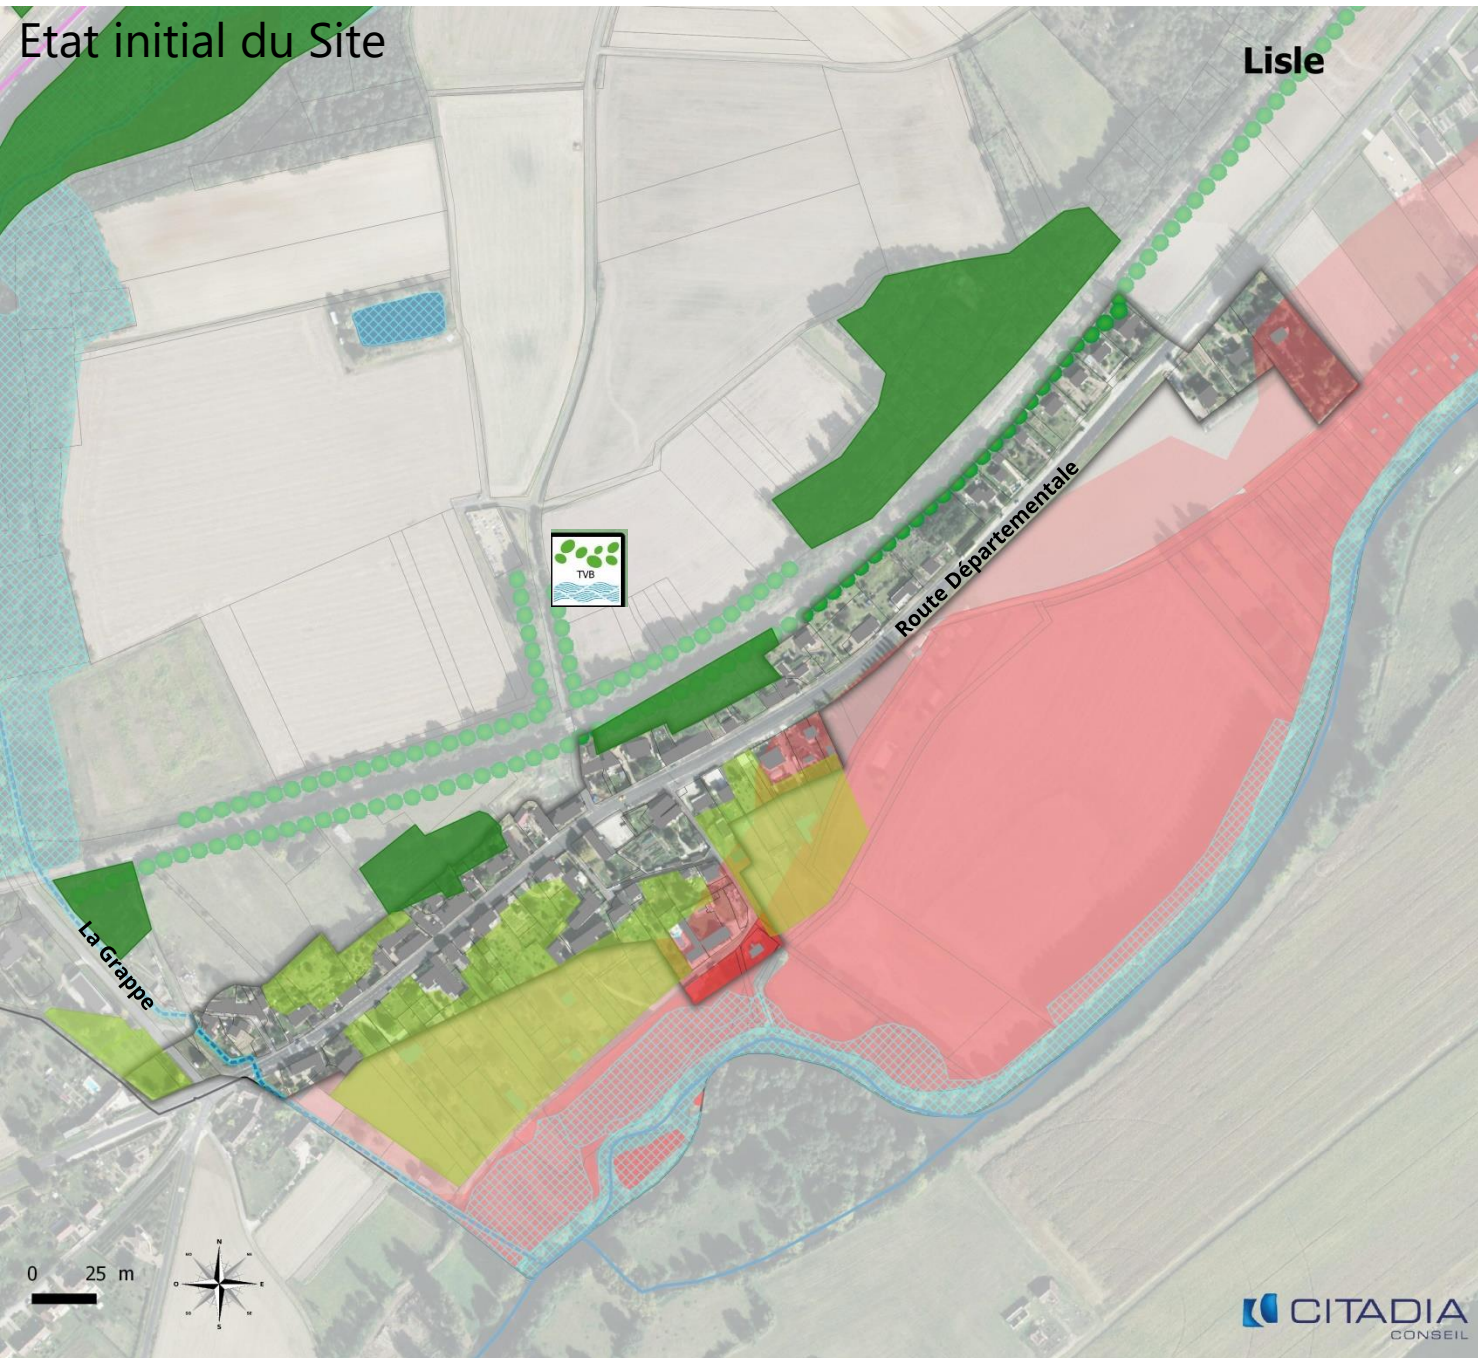 Etat initial du Site
Lisle
TVB
Route Départementale
La Grappe
0 25 m
N
O E
S
CITADIA
CONSEIL